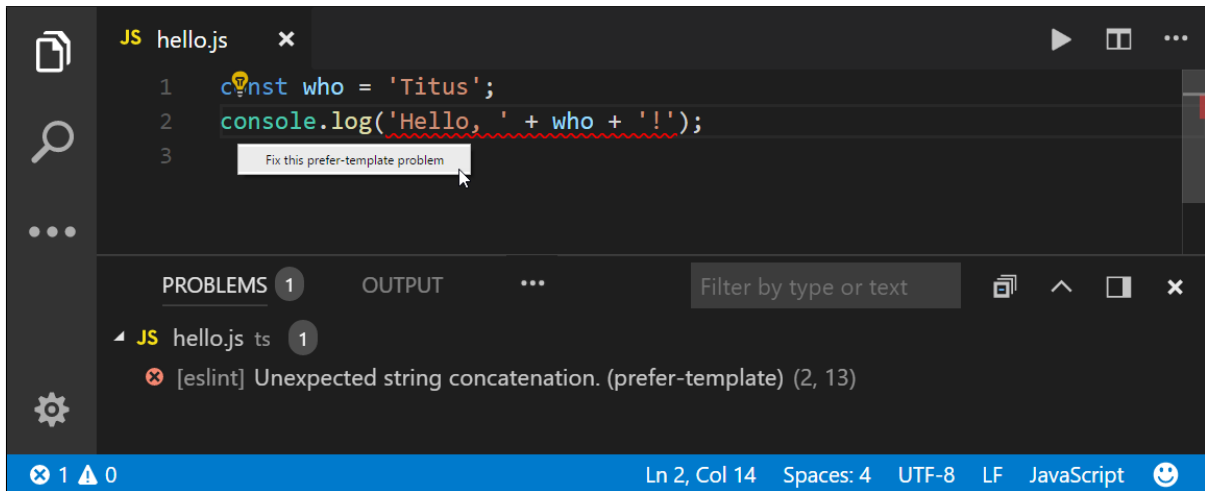 JS hello.js
1 const who = 'Titus';
2 console.log('Hello, ' + who + '!');
3
Fix this prefer-template problem
PROBLEMS 1 OUTPUT Filter by type or text
JS hello.js ts 1
[eslint] Unexpected string concatenation. (prefer-template) (2, 13)
1 0 Ln 2, Col 14 Spaces: 4 UTF-8 LF JavaScript